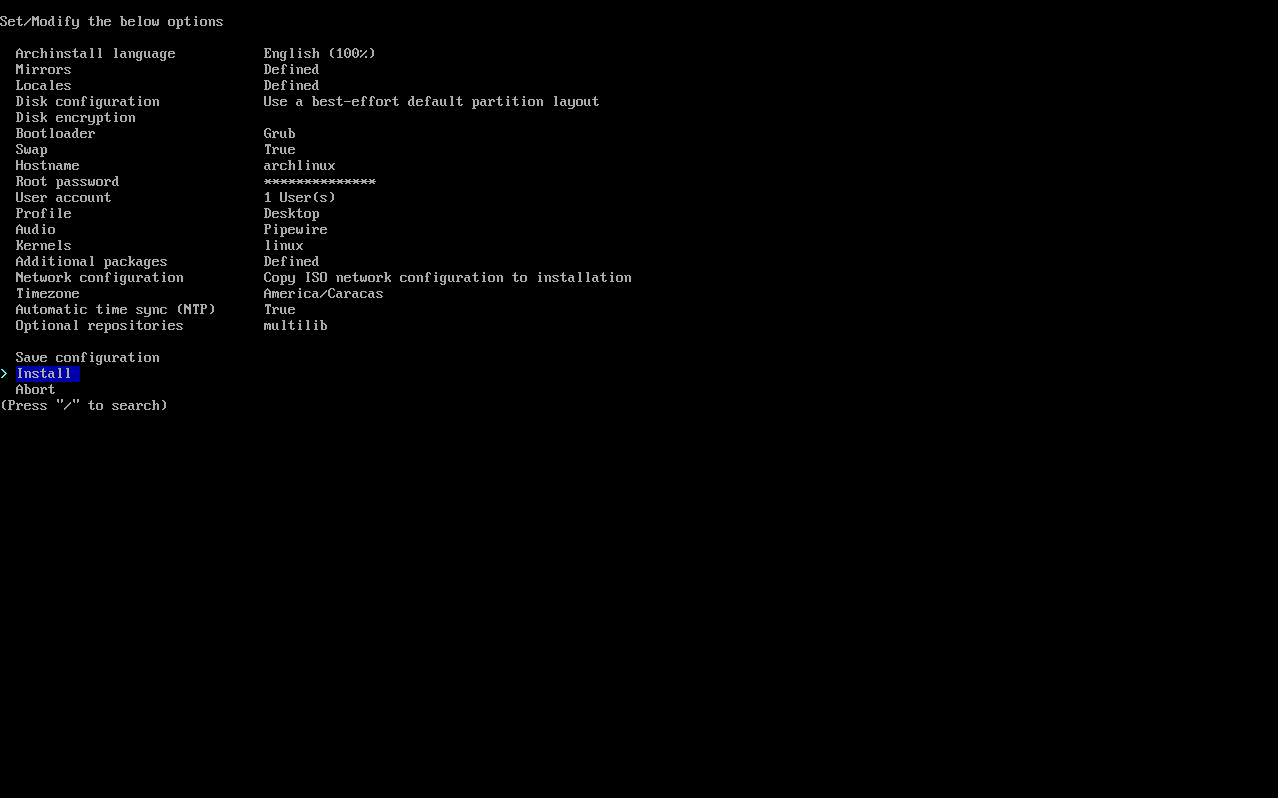 Set/Modify the below options
Archinstall language English (100%)
Mirrors Defined
Locales Defined
Disk configuration Use a best-effort default partition layout
Disk encryption
Bootloader Grub
Swap True
Hostname archlinux
Root password **************
User account 1 User(s)
Profile Desktop
Audio Pipewire
Kernels linux
Additional packages Defined
Network configuration Copy ISO network configuration to installation
Timezone America/Caracas
Automatic time sync (NTP) True
Optional repositories multilib
Save configuration
> Install
Abort
(Press "/" to search)